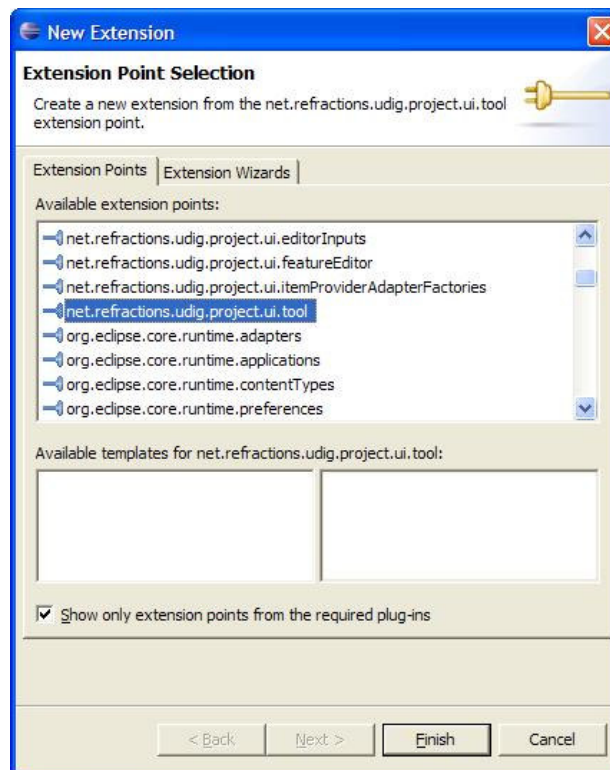 New Extension
Extension Point Selection
Create a new extension from the net.refractions.udig.project.ui.tool
extension point.
Extension Points
Extension Wizards
Available extension points:
net.refractions.udig.project.ui.editorInputs
net.refractions.udig.project.ui.featureEditor
net.refractions.udig.project.ui.itemProviderAdapterFactories
net.refractions.udig.project.ui.tool
org.eclipse.core.runtime.adapters
org.eclipse.core.runtime.applications
org.eclipse.core.runtime.contentTypes
org.eclipse.core.runtime.preferences
Available templates for net.refractions.udig.project.ui.tool:
Show only extension points from the required plug-ins
< Back
Next >
Finish
Cancel